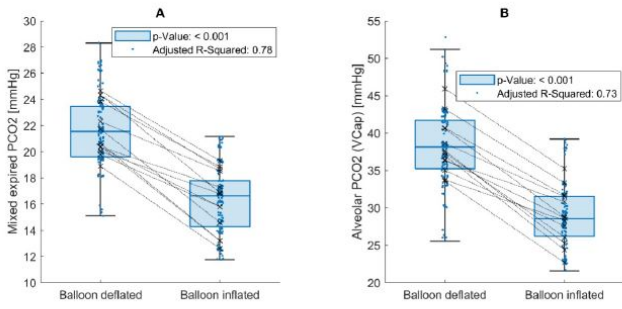 A
Mixed expired PCO2 [mmHg]
30
28
26
24
22
20
18
16
14
12
10
p-Value: < 0.001
Adjusted R-Squared: 0.78
Balloon deflated
Balloon inflated
B
Alveolar PCO2 (VCap) [mmHg]
55
50
45
40
35
30
25
20
p-Value: < 0.001
Adjusted R-Squared: 0.73
Balloon deflated
Balloon inflated